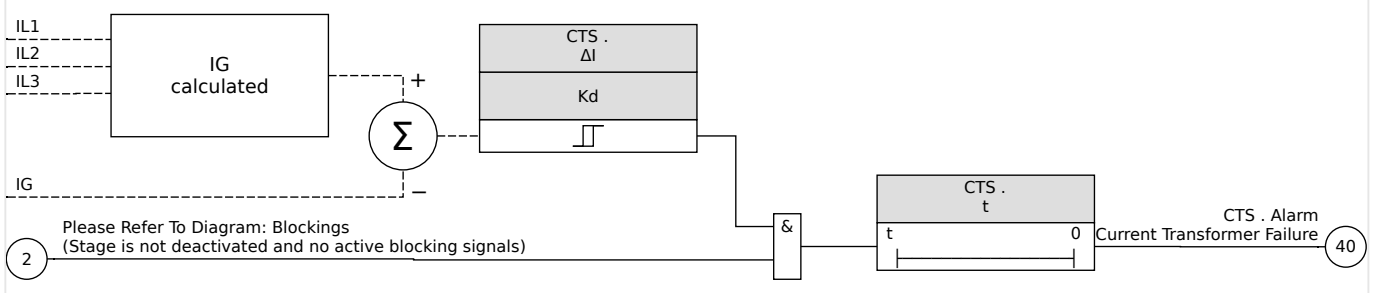 IL1
IL2
IL3
IG
calculated
+
Σ
−
IG
CTS .
ΔI
Kd
Please Refer To Diagram: Blockings
(Stage is not deactivated and no active blocking signals)
2
&
CTS .
t
t 0
CTS . Alarm
Current Transformer Failure
40